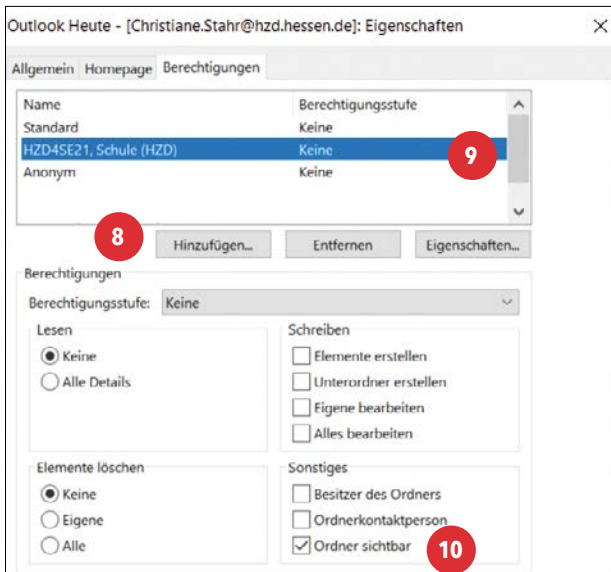 Outlook Heute - [Christiane.Stahr@hzd.hessen.de]: Eigenschaften
Allgemein Homepage Berechtigungen
Name Berechtigungsstufe
Standard Keine
HZD4SE21, Schule (HZD) Keine 9
Anonym Keine
8 Hinzufügen... Entfernen Eigenschaften...
Berechtigungen
Berechtigungsstufe: Keine
Lesen Schreiben
Keine Elemente erstellen
Alle Details Unterordner erstellen
Eigene bearbeiten
Alles bearbeiten
Elemente löschen Sonstiges
Keine Besitzer des Ordners
Eigene Ordnerkontaktperson
Alle Ordner sichtbar 10